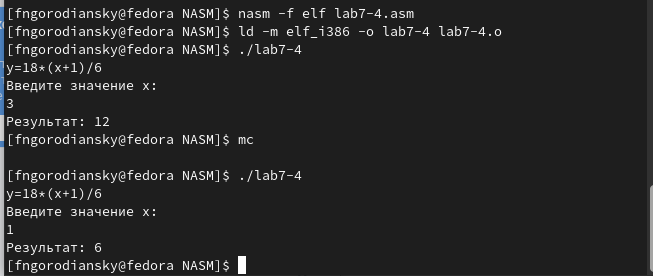 [fngorodiansky@fedora NASM]$ nasm -f elf lab7-4.asm
[fngorodiansky@fedora NASM]$ ld -m elf_i386 -o lab7-4 lab7-4.o
[fngorodiansky@fedora NASM]$ ./lab7-4
y=18*(x+1)/6
Введите значение x:
3
Результат: 12
[fngorodiansky@fedora NASM]$ mc
[fngorodiansky@fedora NASM]$ ./lab7-4
y=18*(x+1)/6
Введите значение x:
1
Результат: 6
[fngorodiansky@fedora NASM]$